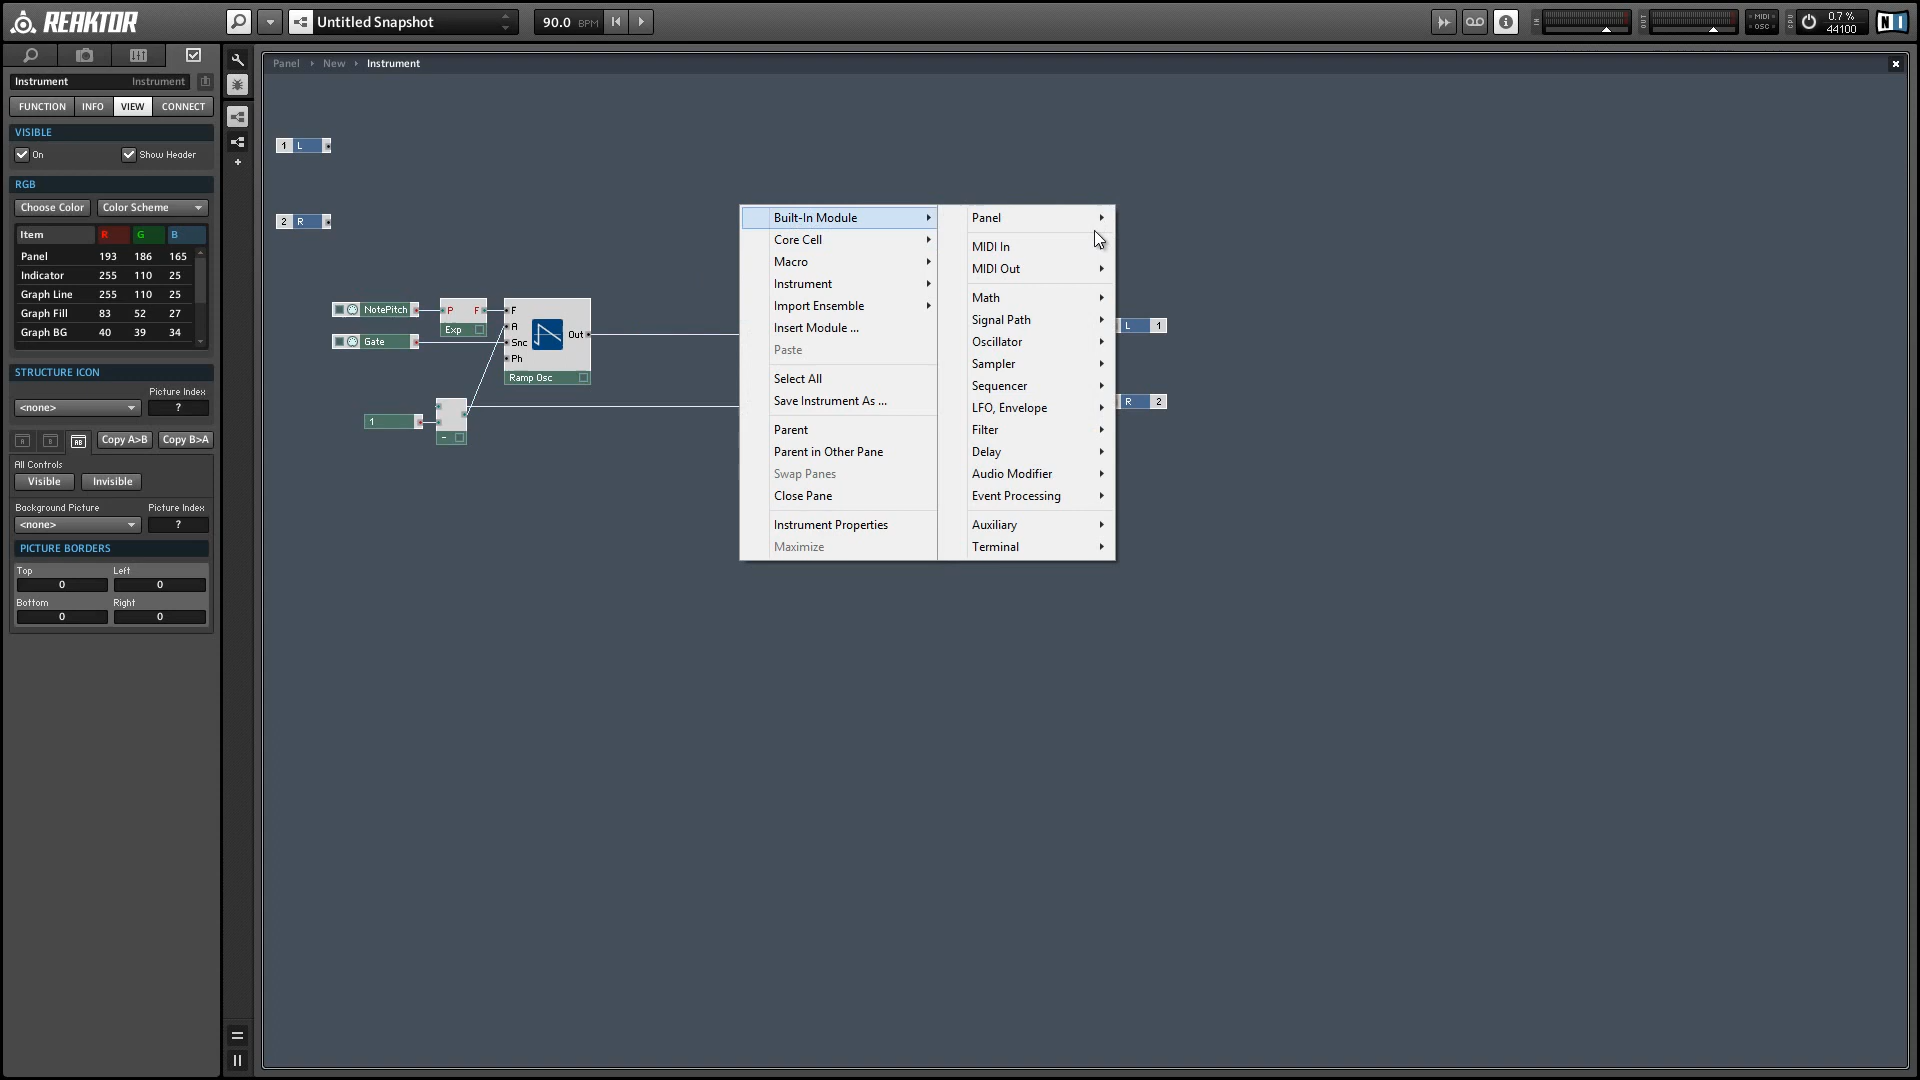 REAKTOR
Untitled Snapshot
90.0 BPM
IN
OUT
MIDI
OSC
CPU
0.7 %
44100
Instrument Instrument
FUNCTION INFO VIEW CONNECT
VISIBLE
On Show Header
RGB
Choose Color Color Scheme
Item R G B
Panel 193 186 165
Indicator 255 110 25
Graph Line 255 110 25
Graph Fill 83 52 27
Graph BG 40 39 34
STRUCTURE ICON
Picture Index
<none> ?
A B AB Copy A>B Copy B>A
All Controls
Visible Invisible
Background Picture Picture Index
<none> ?
PICTURE BORDERS
Top Left
0 0
Bottom Right
0 0
Panel New Instrument
1 L
2 R
NotePitch
Gate
P F
Exp
F
A
Snc
Ph
Out
Ramp Osc
1
-
L 1
R 2
Built-In Module
Core Cell
Macro
Instrument
Import Ensemble
Insert Module ...
Paste
Select All
Save Instrument As ...
Parent
Parent in Other Pane
Swap Panes
Close Pane
Instrument Properties
Maximize
Panel
MIDI In
MIDI Out
Math
Signal Path
Oscillator
Sampler
Sequencer
LFO, Envelope
Filter
Delay
Audio Modifier
Event Processing
Auxiliary
Terminal